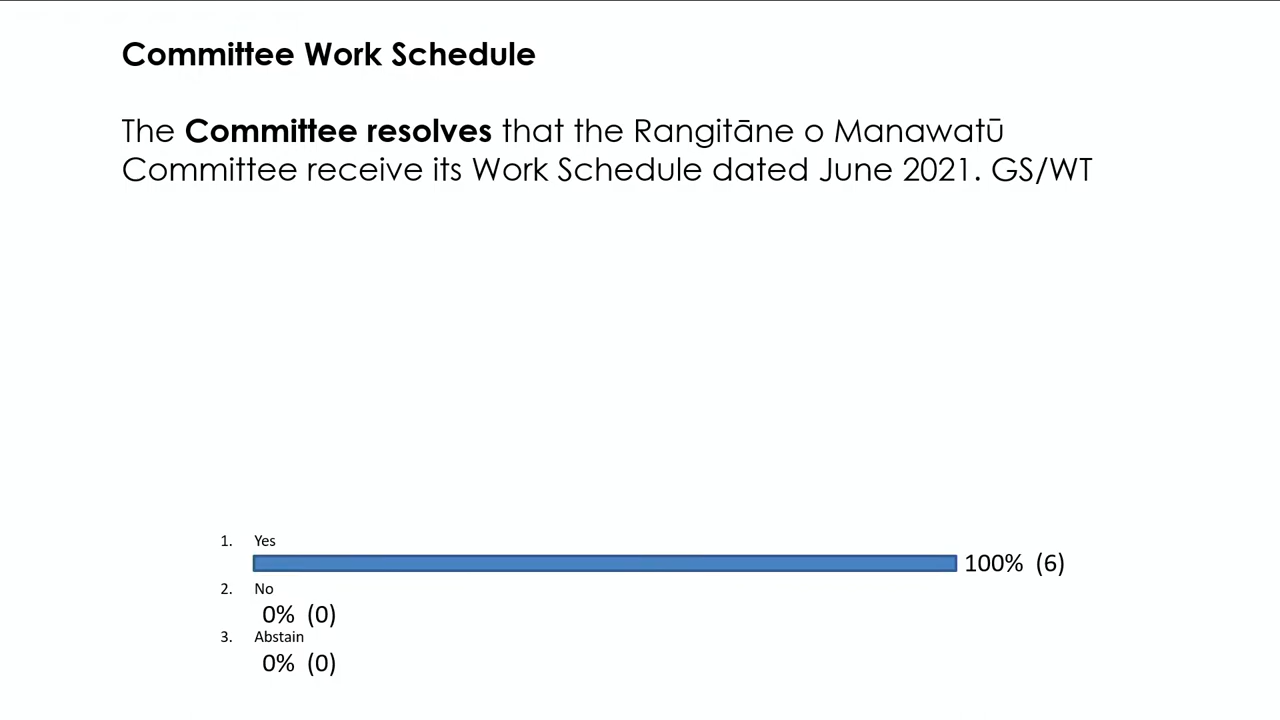 Committee Work Schedule
The Committee resolves that the Rangitāne o Manawatū
Committee receive its Work Schedule dated June 2021. GS/WT
1. Yes
100% (6)
2. No
0% (0)
3. Abstain
0% (0)